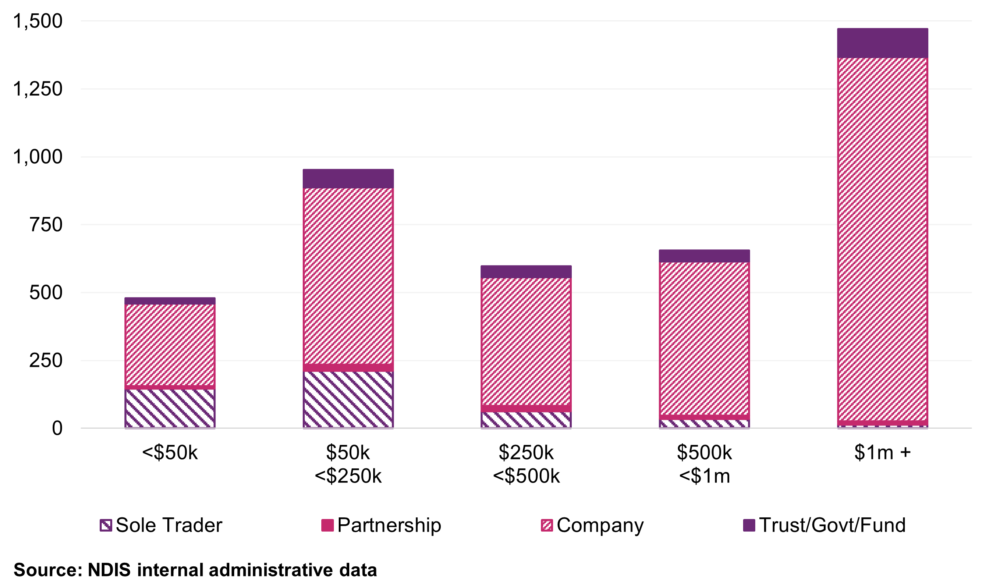 1,500
1,250
1,000
750
500
250
0
<$50k
$50k
<$250k
$250k
<$500k
$500k
<$1m
$1m +
Sole Trader
Partnership
Company
Trust/Govt/Fund
Source: NDIS internal administrative data